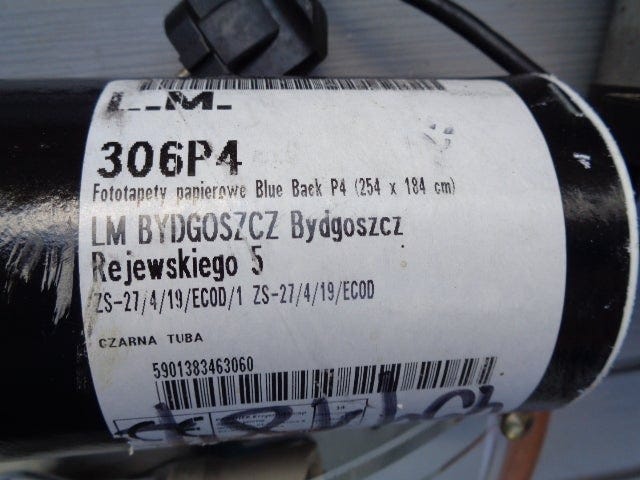 L.M.
306P4
Fototapety papierowe Blue Back P4 (254 x 184 cm)
LM BYDGOSZCZ Bydgoszcz
Rejewskiego 5
ZS-27/4/19/ECOD/1 ZS-27/4/19/ECOD
CZARNA TUBA
5901383463060
CE